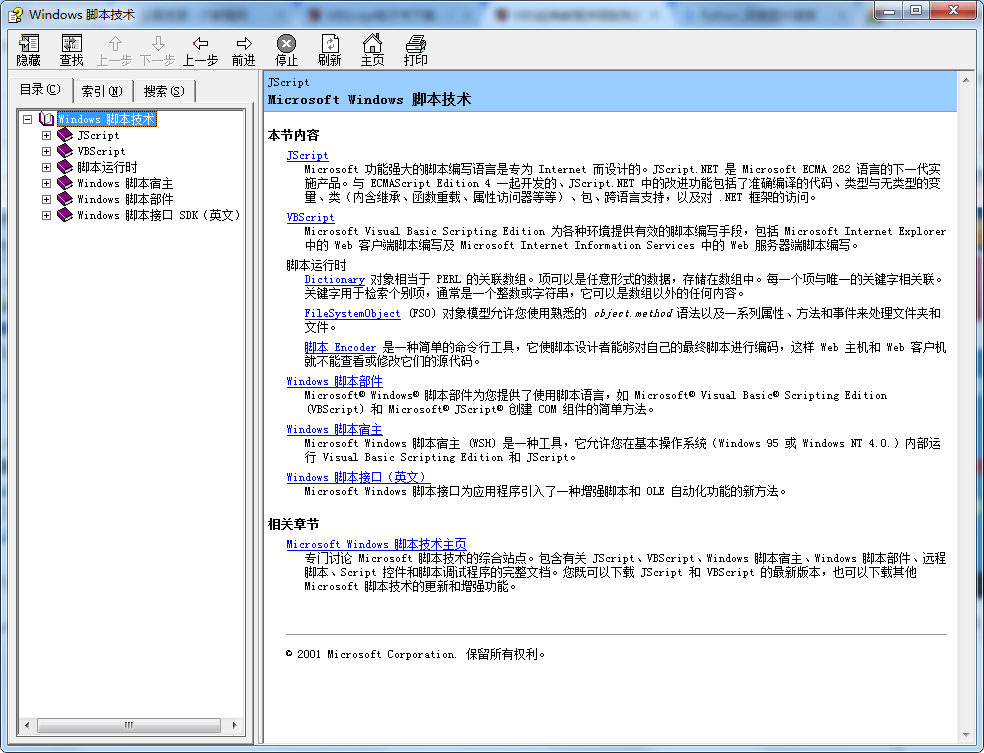 Windows 脚本技术
隐藏 查找 上一步 下一步 上一步 前进 停止 刷新 主页 打印
目录(C) 索引(N) 搜索(S)
Windows 脚本技术
JScript
VBScript
脚本运行时
Windows 脚本宿主
Windows 脚本部件
Windows 脚本接口 SDK(英文)
JScript
Microsoft Windows 脚本技术
本节内容
JScript
Microsoft 功能强大的脚本编写语言是专为 Internet 而设计的。JScript.NET 是 Microsoft ECMA 262 语言的下一代实
施产品。与 ECMAScript Edition 4 一起开发的、JScript.NET 中的改进功能包括了准确编译的代码、类型与无类型的变
量、类(内含继承、函数重载、属性访问器等等)、包、跨语言支持，以及对 .NET 框架的访问。
VBScript
Microsoft Visual Basic Scripting Edition 为各种环境提供有效的脚本编写手段，包括 Microsoft Internet Explorer
中的 Web 客户端脚本编写及 Microsoft Internet Information Services 中的 Web 服务器端脚本编写。
脚本运行时
Dictionary 对象相当于 PERL 的关联数组。项可以是任意形式的数据，存储在数组中。每一个项与唯一的关键字相关联。
关键字用于检索个别项，通常是一个整数或字符串，它可以是数组以外的任何内容。
FileSystemObject (FSO) 对象模型允许您使用熟悉的 object.method 语法以及一系列属性、方法和事件来处理文件夹和
文件。
脚本 Encoder 是一种简单的命令行工具，它使脚本设计者能够对自己的最终脚本进行编码，这样 Web 主机和 Web 客户机
就不能查看或修改它们的源代码。
Windows 脚本部件
Microsoft® Windows® 脚本部件为您提供了使用脚本语言，如 Microsoft® Visual Basic® Scripting Edition
(VBScript) 和 Microsoft® JScript® 创建 COM 组件的简单方法。
Windows 脚本宿主
Microsoft Windows 脚本宿主 (WSH) 是一种工具，它允许您在基本操作系统(Windows 95 或 Windows NT 4.0.) 内部运
行 Visual Basic Scripting Edition 和 JScript。
Windows 脚本接口(英文)
Microsoft Windows 脚本接口为应用程序引入了一种增强脚本和 OLE 自动化功能的新方法。
相关章节
Microsoft Windows 脚本技术主页
专门讨论 Microsoft 脚本技术的综合站点。包含有关 JScript、VBScript、Windows 脚本宿主、Windows 脚本部件、远程
脚本、Script 控件和脚本调试程序的完整文档。您既可以下载 JScript 和 VBScript 的最新版本，也可以下载其他
Microsoft 脚本技术的更新和增强功能。
© 2001 Microsoft Corporation. 保留所有权利。